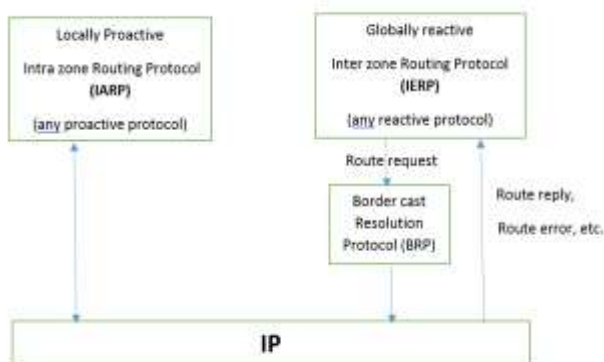 Locally Proactive
Intra zone Routing Protocol
(IARP)
(any proactive protocol)
Globally reactive
Inter zone Routing Protocol
(IERP)
(any reactive protocol)
Route request
Border cast
Resolution
Protocol (BRP)
Route reply,
Route error, etc.
IP